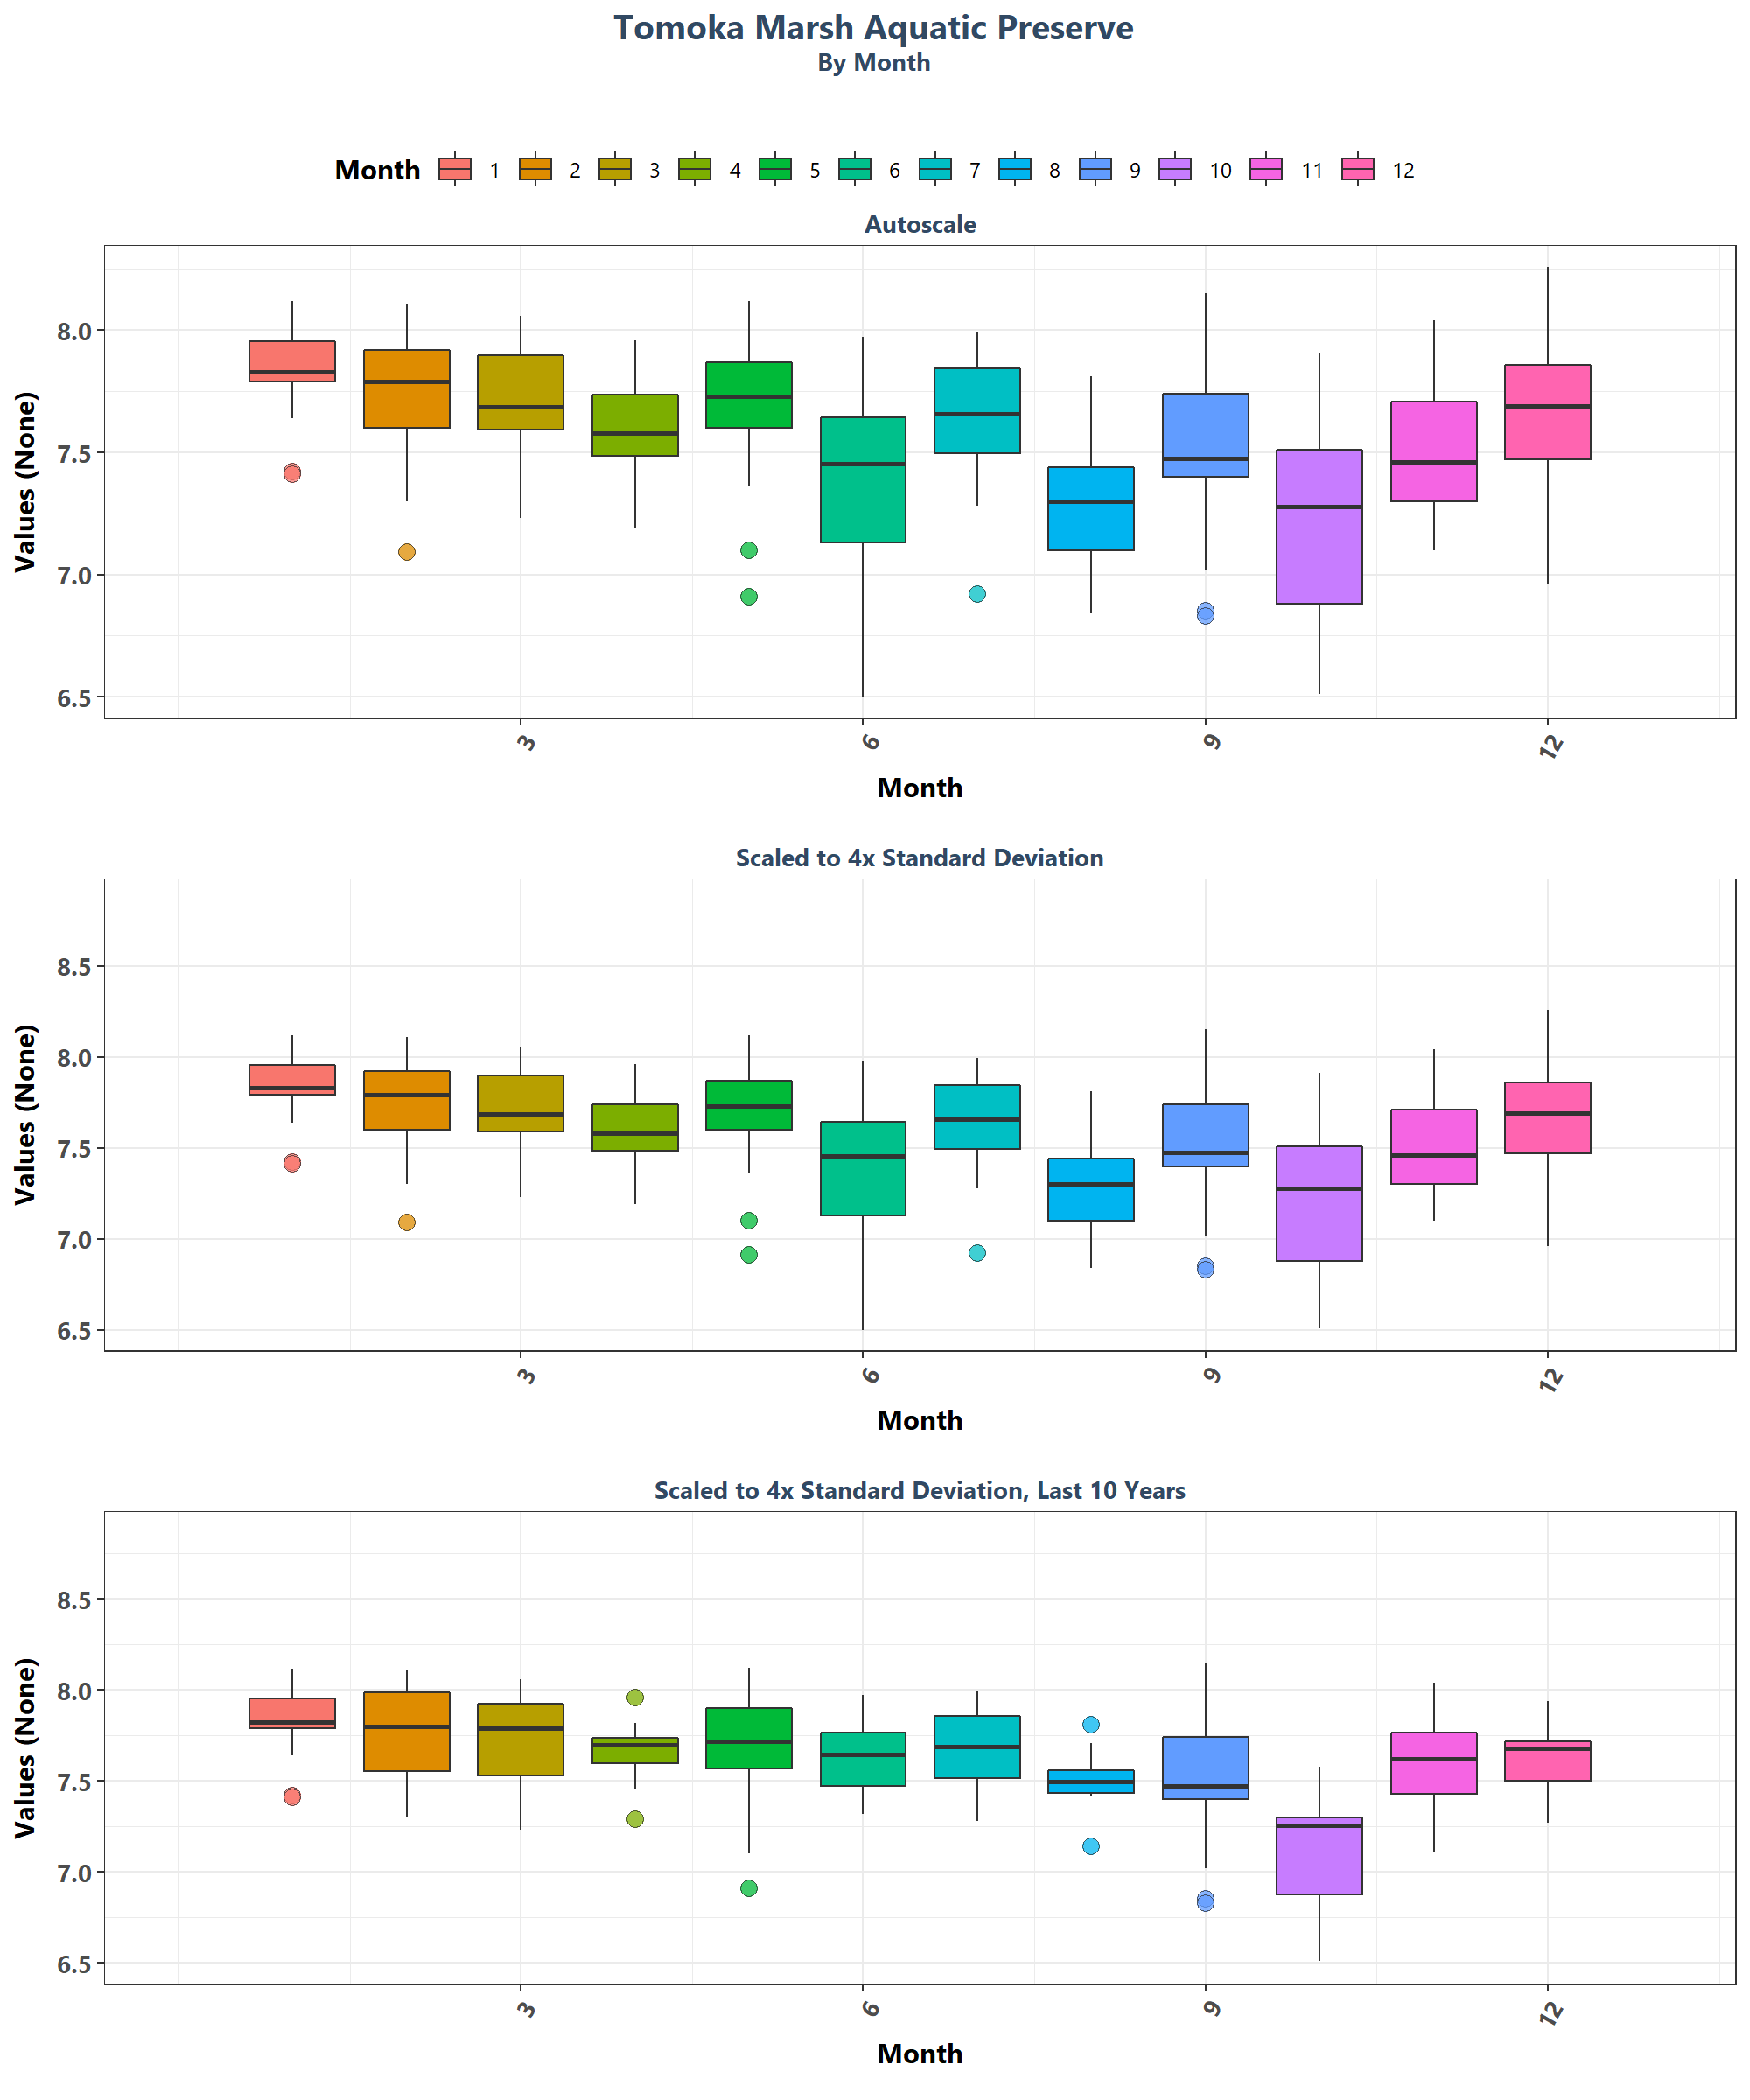 Tomoka Marsh Aquatic Preserve
By Month
Month 1 2 3 4 5 6 7 8 9 10 11 12
Autoscale
Values (None)
8.0
7.5
7.0
6.5
3 6 9 12
Month
Scaled to 4x Standard Deviation
Values (None)
8.5
8.0
7.5
7.0
6.5
3 6 9 12
Month
Scaled to 4x Standard Deviation, Last 10 Years
Values (None)
8.5
8.0
7.5
7.0
6.5
3 6 9 12
Month